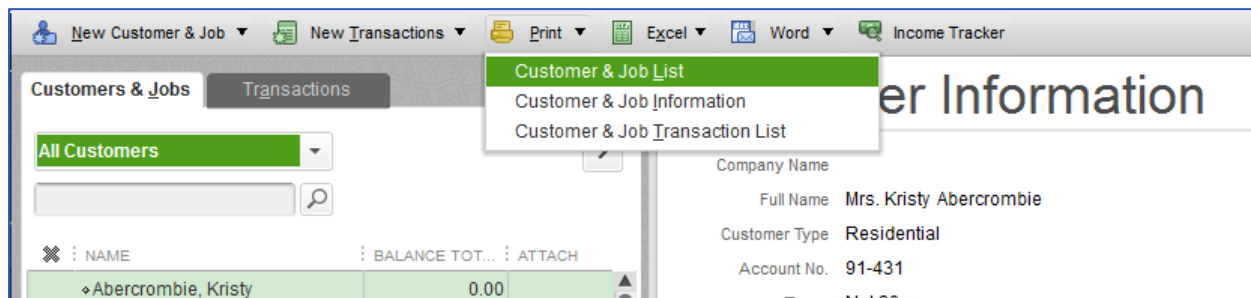 New Customer & Job New Transactions Print Excel Word Income Tracker
Customers & Jobs Transactions
Customer & Job List
Customer & Job Information
Customer & Job Transaction List
er Information
All Customers
NAME BALANCE TOT... ATTACH
Abercrombie, Kristy 0.00
Company Name
Full Name Mrs. Kristy Abercrombie
Customer Type Residential
Account No. 91-431